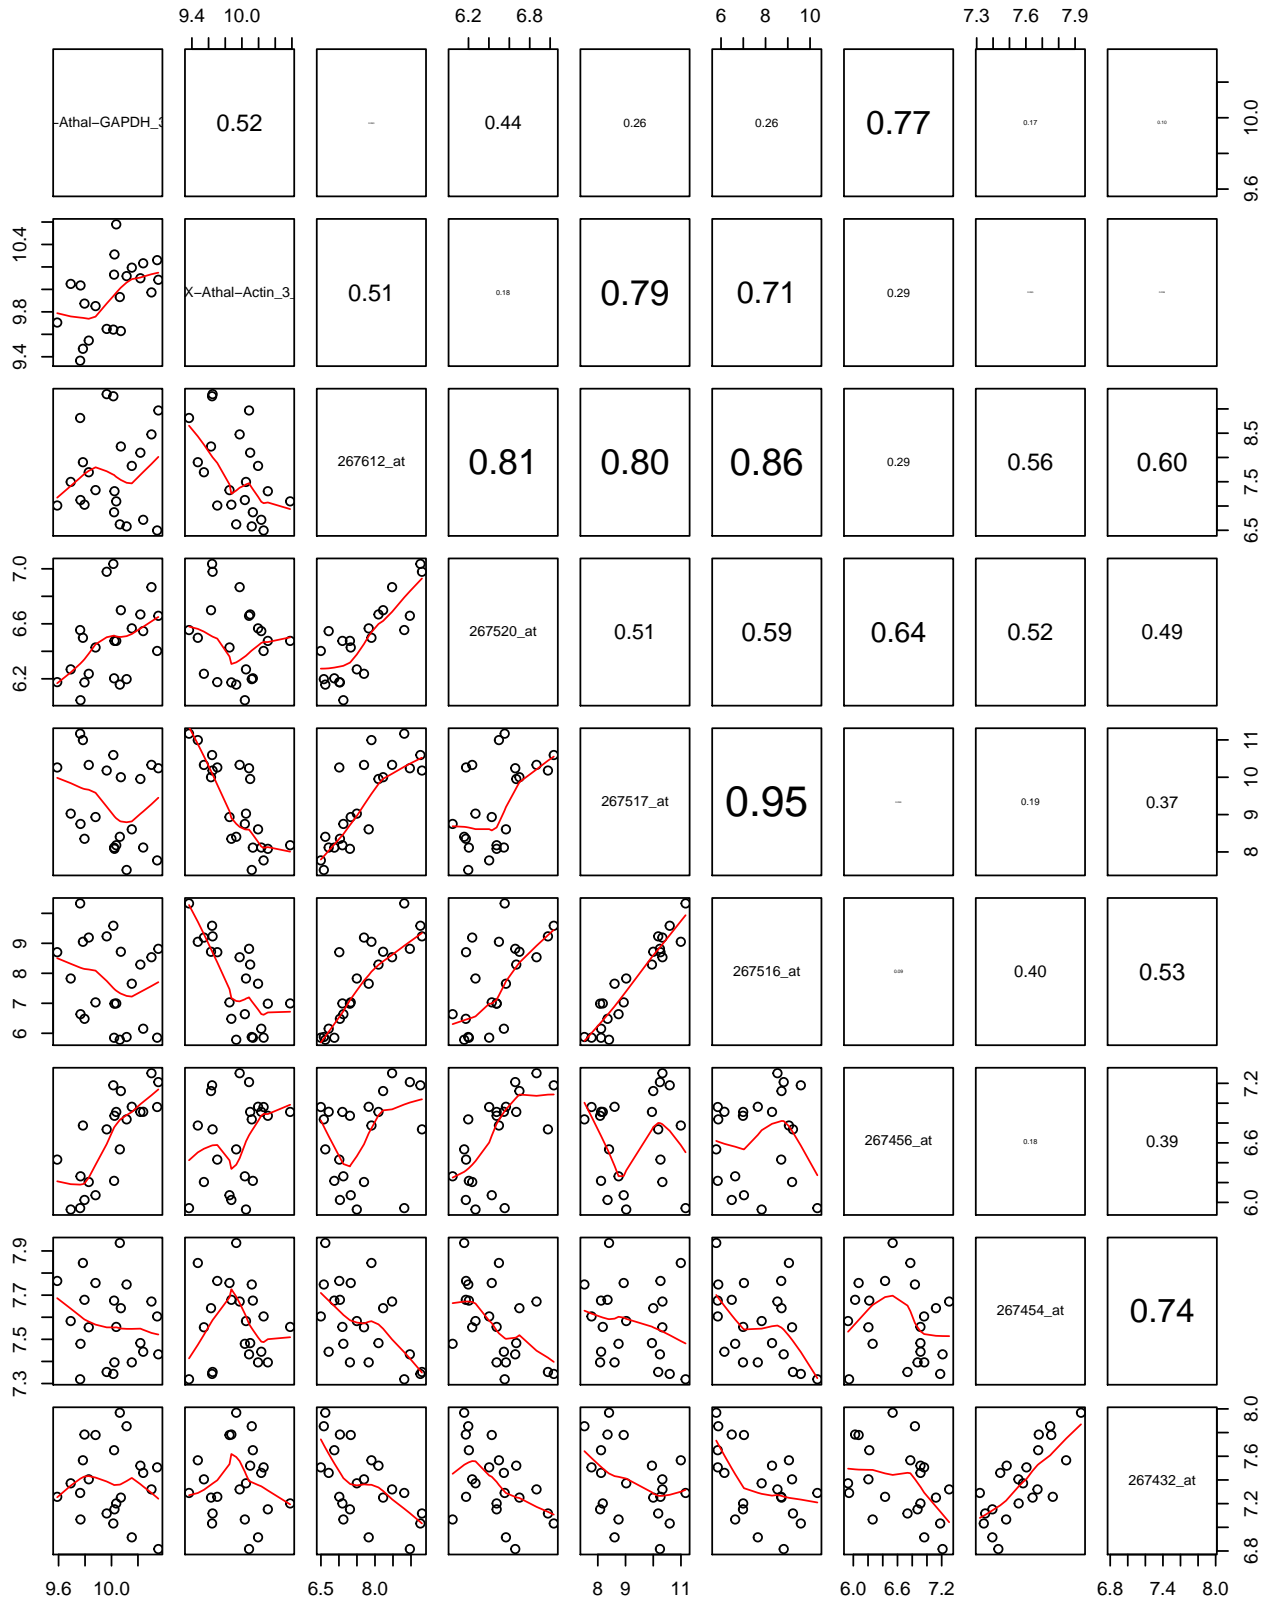 9.4 10.0 6.2 6.8 6 8 10 7.3 7.6 7.9
–Athal–GAPDH_3 0.52 0.44 0.26 0.26 0.77 0.17 0.10 9.6 10.0
9.4 9.8 10.4 X–Athal–Actin_3_ 0.51 0.18 0.79 0.71 0.29
267612_at 0.81 0.80 0.86 0.29 0.56 0.60 6.5 7.5 8.5
6.2 6.6 7.0 267520_at 0.51 0.59 0.64 0.52 0.49
267517_at 0.95 0.19 0.37 8 9 10 11
6 7 8 9 267516_at 0.09 0.40 0.53
267456_at 0.18 0.39 6.0 6.6 7.2
7.3 7.5 7.7 7.9 267454_at 0.74
267432_at 6.8 7.2 7.6 8.0
9.6 10.0 6.5 8.0 8 9 11 6.0 6.6 7.2 6.8 7.4 8.0